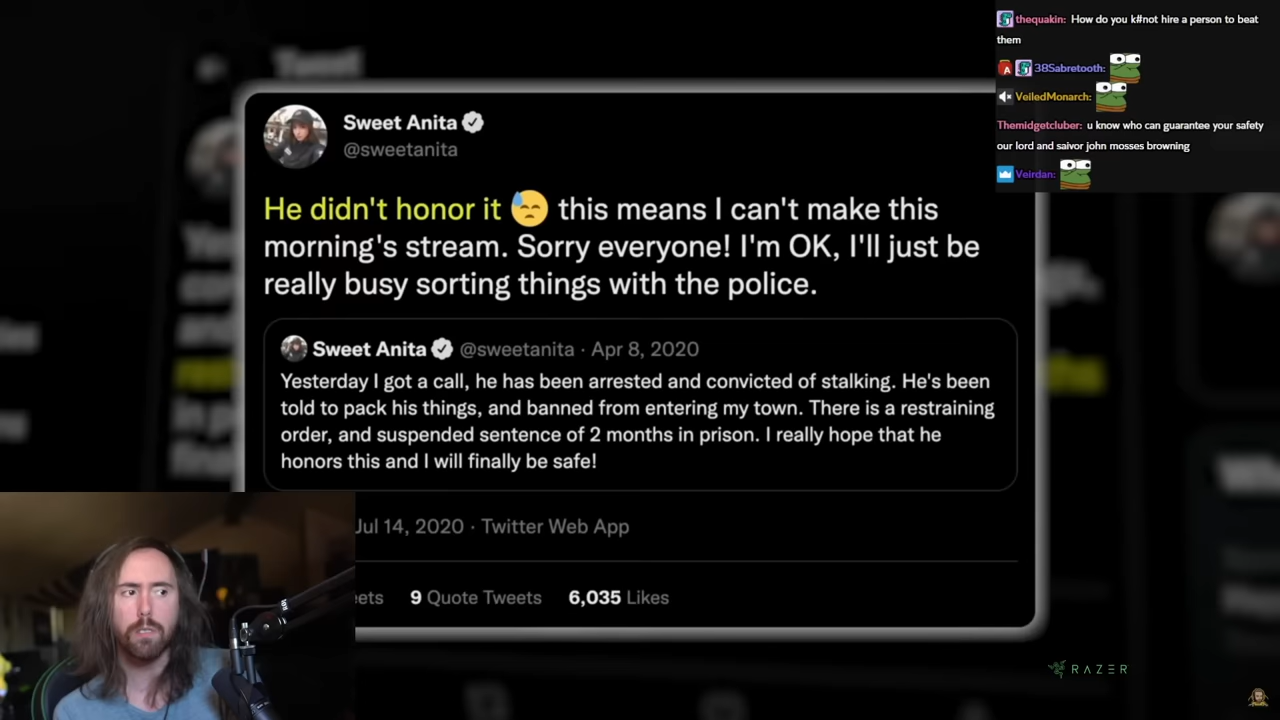 Tweet
Sweet Anita
@sweetanita
He didn't honor it 😓 this means I can't make this
morning's stream. Sorry everyone! I'm OK, I'll just be
really busy sorting things with the police.
Sweet Anita @sweetanita · Apr 8, 2020
Yesterday I got a call, he has been arrested and convicted of stalking. He's been
told to pack his things, and banned from entering my town. There is a restraining
order, and suspended sentence of 2 months in prison. I really hope that he
honors this and I will finally be safe!
Jul 14, 2020 · Twitter Web App
9 Quote Tweets 6,035 Likes
thequakin: How do you k#not hire a person to beat
them
38Sabretooth:
VeiledMonarch:
Themidgetcluber: u know who can guarantee your safety
our lord and saivor john mosses browning
Veirdan:
RAZER